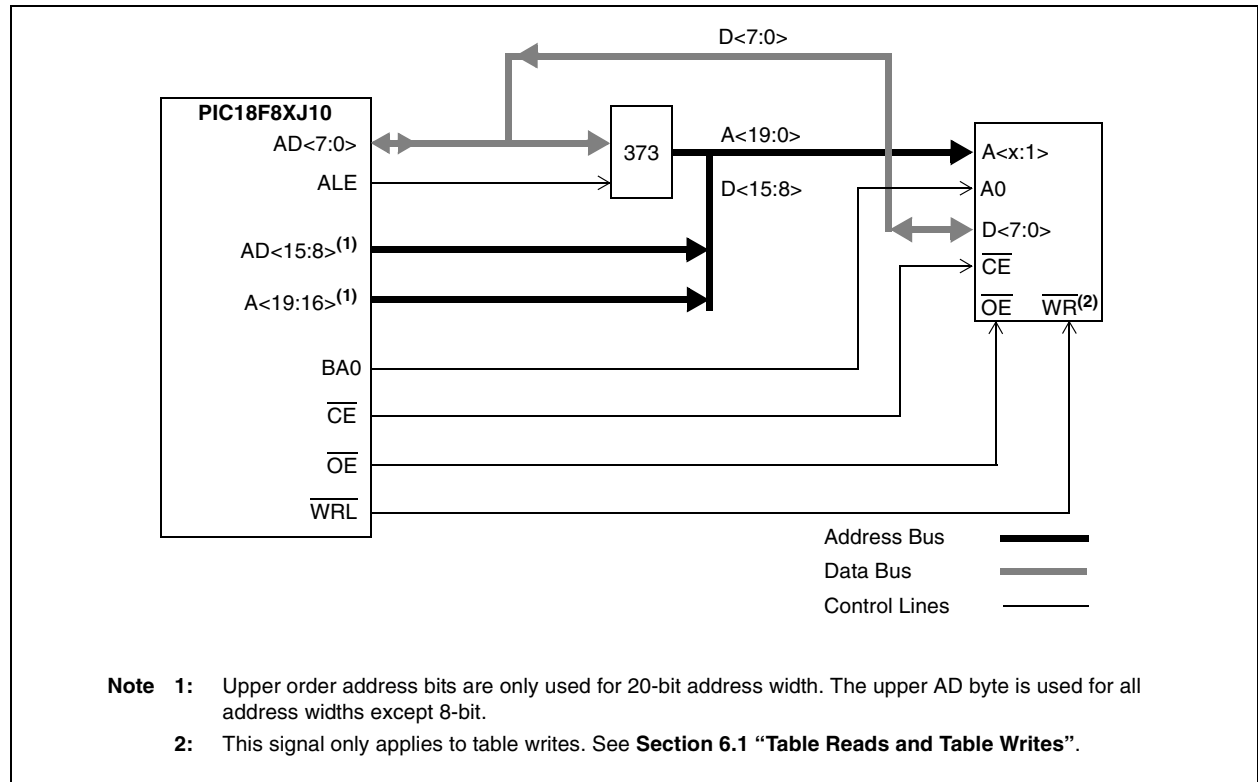 D<7:0>
PIC18F8XJ10
AD<7:0>
373
A<19:0>
A<x:1>
ALE
D<15:8>
A0
D<7:0>
AD<15:8>(1)
CE
A<19:16>(1)
OE WR(2)
BA0
CE
OE
WRL
Address Bus
Data Bus
Control Lines
Note 1: Upper order address bits are only used for 20-bit address width. The upper AD byte is used for all
address widths except 8-bit.
2: This signal only applies to table writes. See Section 6.1 “Table Reads and Table Writes”.